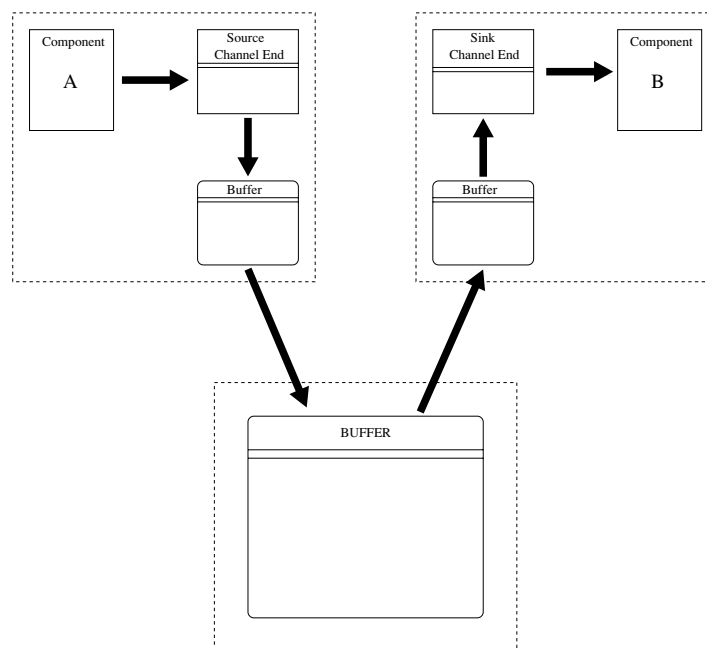 Component
A
Source
Channel End
Buffer
Sink
Channel End
Component
B
Buffer
BUFFER